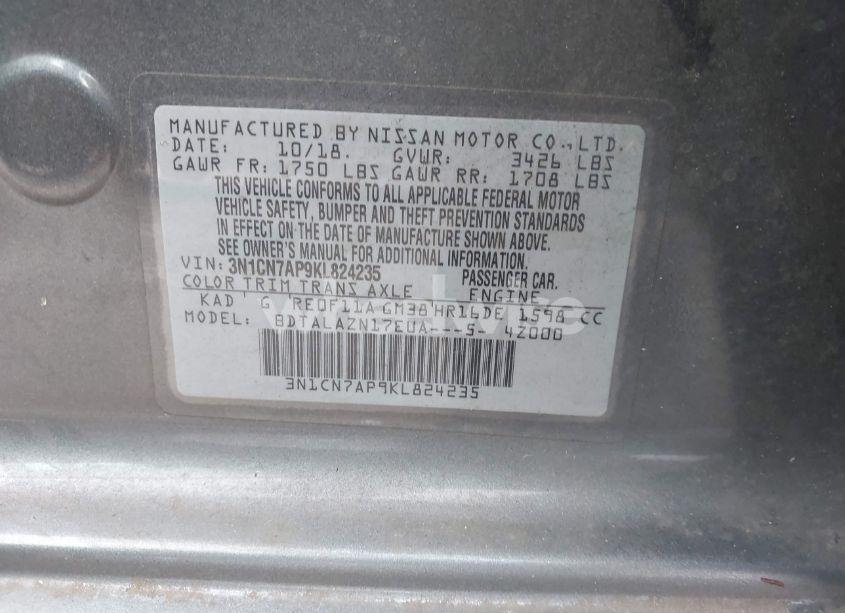 MANUFACTURED BY NISSAN MOTOR CO.,LTD.
DATE: 10/18. GVWR: 3426 LBS
GAWR FR: 1750 LBS GAWR RR: 1708 LBS
THIS VEHICLE CONFORMS TO ALL APPLICABLE FEDERAL MOTOR
VEHICLE SAFETY, BUMPER AND THEFT PREVENTION STANDARDS
IN EFFECT ON THE DATE OF MANUFACTURE SHOWN ABOVE.
SEE OWNER'S MANUAL FOR ADDITIONAL INFORMATION.
VIN: 3N1CN7AP9KL824235 PASSENGER CAR.
COLOR TRIM TRANS AXLE ENGINE
KAD G RE0F11A GM38 HR16DE 1598 CC
MODEL: BDTALAZN17EUA---S- 4Z000
3N1CN7AP9KL824235